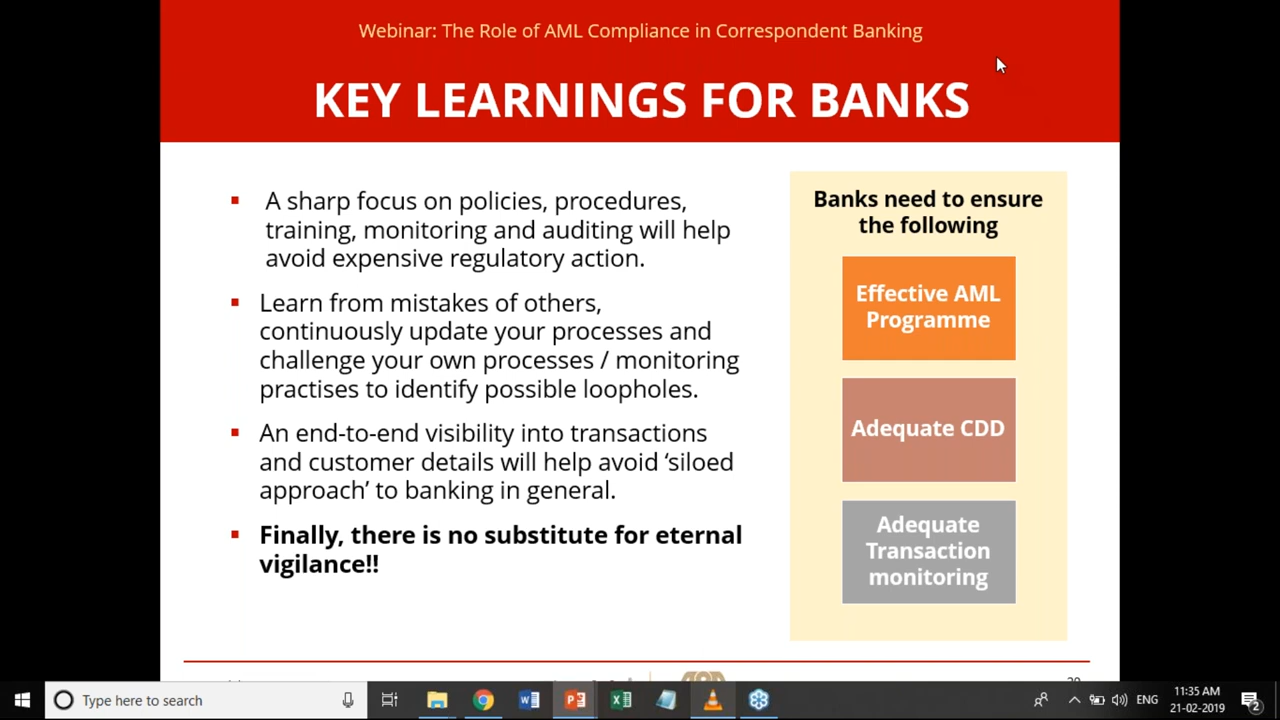 Webinar: The Role of AML Compliance in Correspondent Banking
KEY LEARNINGS FOR BANKS
▪ A sharp focus on policies, procedures,
training, monitoring and auditing will help
avoid expensive regulatory action.
▪ Learn from mistakes of others,
continuously update your processes and
challenge your own processes / monitoring
practises to identify possible loopholes.
▪ An end-to-end visibility into transactions
and customer details will help avoid ‘siloed
approach’ to banking in general.
▪ Finally, there is no substitute for eternal
vigilance!!
Banks need to ensure
the following
Effective AML
Programme
Adequate CDD
Adequate
Transaction
monitoring
Type here to search
ENG
11:35 AM
21-02-2019
2